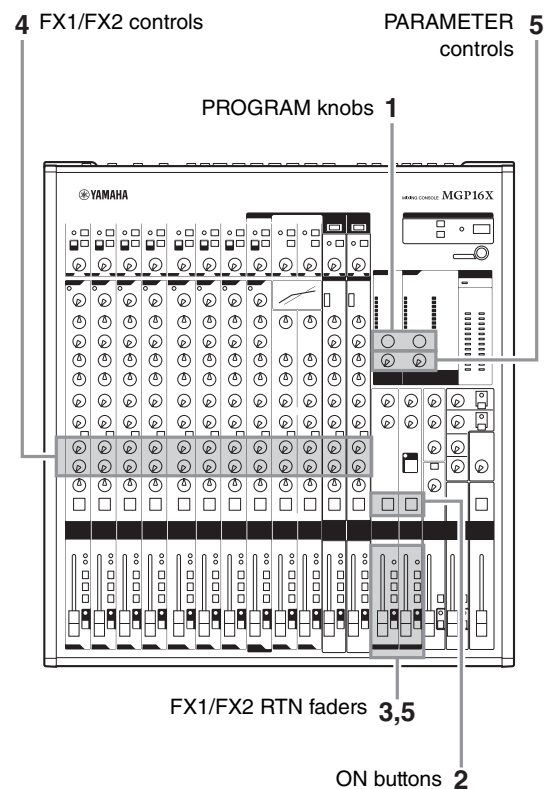 4 FX1/FX2 controls
PARAMETER 5
controls
PROGRAM knobs 1
YAMAHA
MIXING CONSOLE MGP16X
FX1/FX2 RTN faders 3,5
ON buttons 2